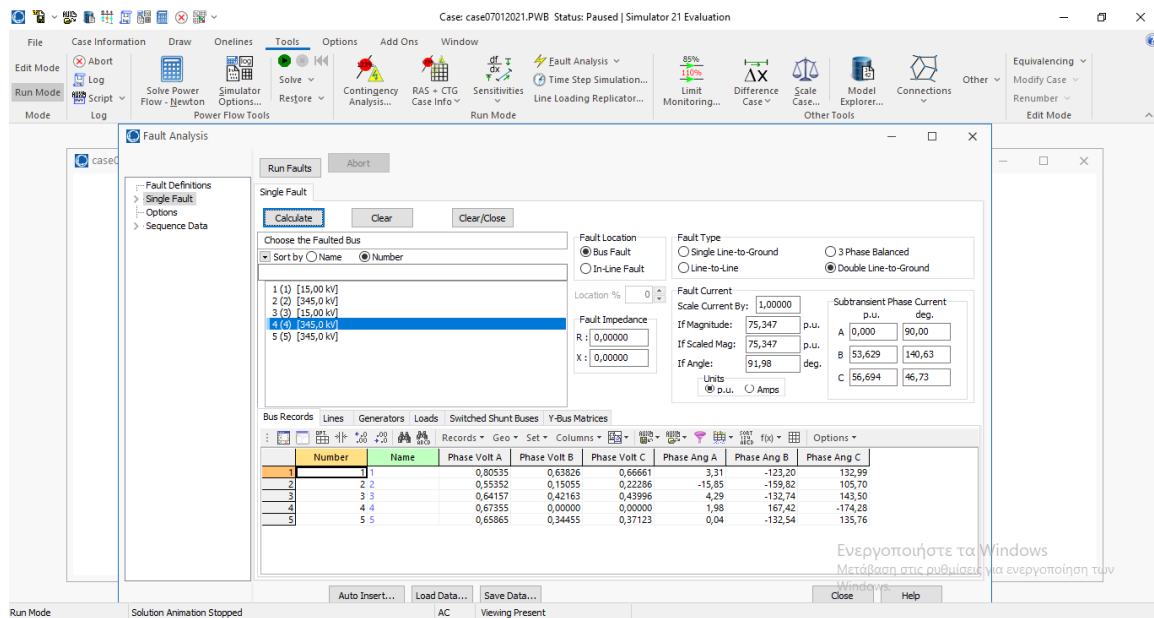 Case: case07012021.PWB Status: Paused | Simulator 21 Evaluation
File Case Information Draw Onelines Tools Options Add Ons Window
Edit Mode
Run Mode
Mode
Abort
Log
Script
Log
Solve Power
Flow - Newton
Simulator
Options...
Power Flow Tools
Solve
Restore
Contingency
Analysis...
RAS + CTG
Case Info
Sensitivities
Fault Analysis
Time Step Simulation...
Line Loading Replicator...
Run Mode
85%
110%
Limit
Monitoring...
Difference
Case
Scale
Case...
Model
Explorer...
Connections
Other
Other Tools
Equivalencing
Modify Case
Renumber
Edit Mode
Fault Analysis
Fault Definitions
Single Fault
Options
Sequence Data
Run Faults Abort
Single Fault
Calculate Clear Clear/Close
Choose the Faulted Bus
Sort by Name Number
1 (1) [15,00 kV]
2 (2) [345,0 kV]
3 (3) [15,00 kV]
4 (4) [345,0 kV]
5 (5) [345,0 kV]
Fault Location
Bus Fault
In-Line Fault
Location % 0
Fault Impedance
R : 0,00000
X : 0,00000
Fault Type
Single Line-to-Ground 3 Phase Balanced
Line-to-Line Double Line-to-Ground
Fault Current
Scale Current By: 1,00000
If Magnitude: 75,347 p.u.
If Scaled Mag: 75,347 p.u.
If Angle: 91,98 deg.
Units
p.u. Amps
Subtransient Phase Current
p.u. deg.
A 0,000 90,00
B 53,629 140,63
C 56,694 46,73
Bus Records Lines Generators Loads Switched Shunt Buses Y-Bus Matrices
Records Geo Set Columns f(x) Options
Number Name Phase Volt A Phase Volt B Phase Volt C Phase Ang A Phase Ang B Phase Ang C
1 1 1 0,80535 0,63826 0,66661 3,31 -123,20 132,99
2 2 2 0,55352 0,15055 0,22286 -15,85 -159,82 105,70
3 3 3 0,64157 0,42163 0,43996 4,29 -132,74 143,50
4 4 4 0,67355 0,00000 0,00000 1,98 167,42 -174,28
5 5 5 0,65865 0,34455 0,37123 0,04 -132,54 135,76
Ενεργοποιήστε τα Windows
Μετάβαση στις ρυθμίσεις για ενεργοποίηση των
Windows.
Auto Insert... Load Data... Save Data... Close Help
Run Mode Solution Animation Stopped AC Viewing Present